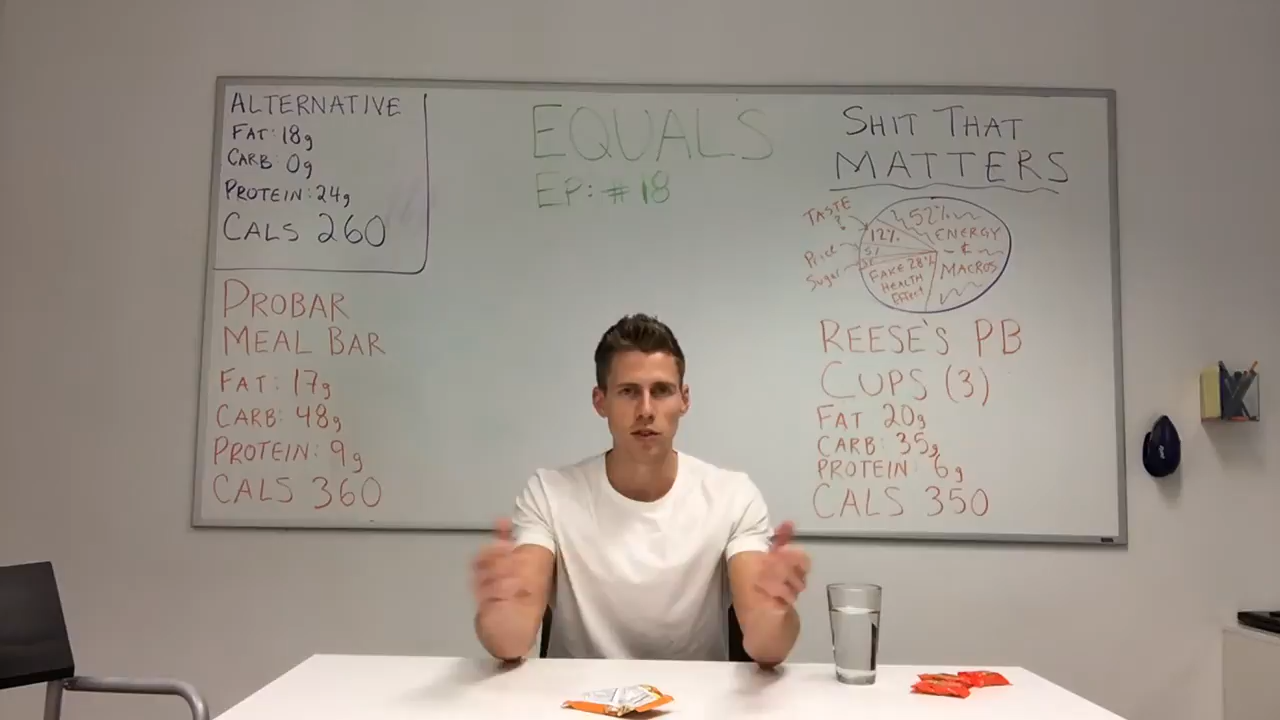 ALTERNATIVE
FAT: 18g
CARB: 0g
PROTEIN: 24g
CALS 260
PROBAR
MEAL BAR
FAT: 17g
CARB: 48g
PROTEIN: 9g
CALS 360
EQUALS
EP: #18
SHIT THAT
MATTERS
TASTE
?
Price
Sugar
12%
5%
52%
ENERGY
&
MACROS
FAKE 28%
HEALTH
EFFECT
REESE'S PB
CUPS (3)
FAT 20g
CARB: 35g
PROTEIN: 6g
CALS 350